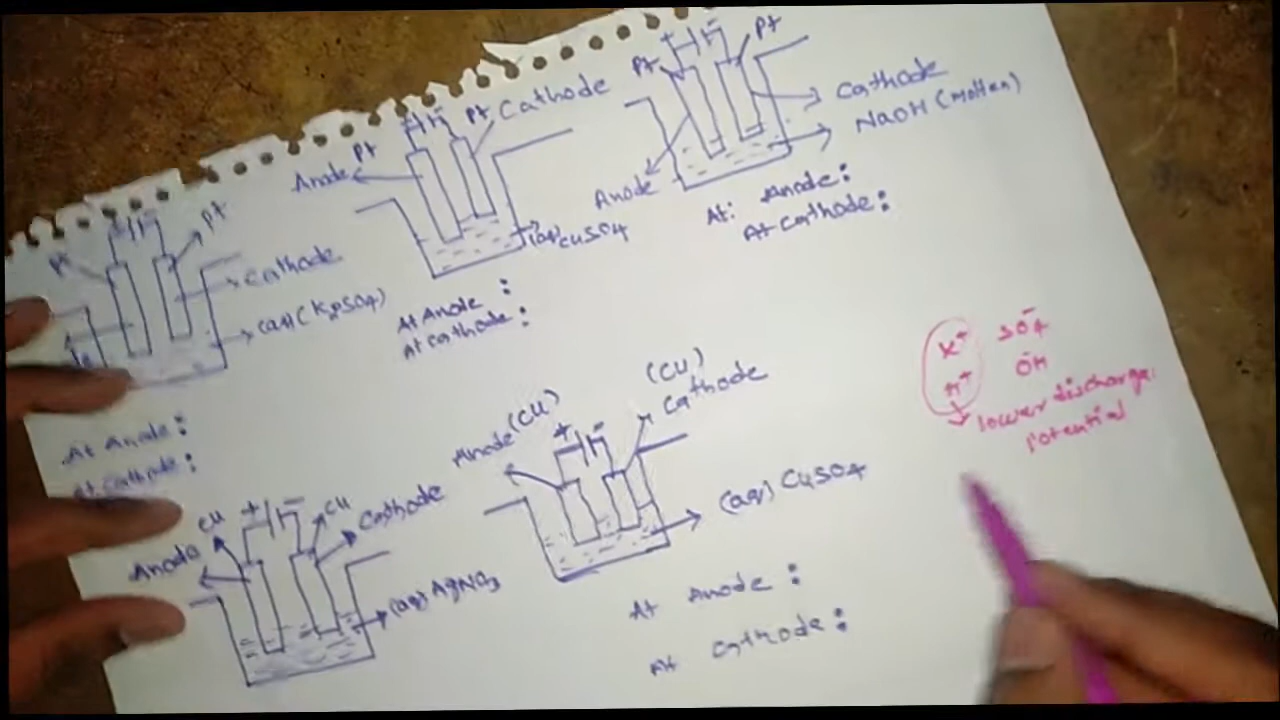 + -
Pt
Pt
Cathode
NaOH (molten)
Anode
At: Anode:
At Cathode:
Pt
Pt Cathode
Anode
(aq) CuSO4
At Anode :
At Cathode :
Pt
Pt
Cathode
(aq) (K2SO4)
At Anode :
At Cathode :
K+ SO4-
H+ OH-
lower discharge
potential
(CU)
Cathode
Anode (CU)
+ -
(aq) CuSO4
At Anode :
At Cathode :
+ -
CU
CU
Cathode
Anode
(aq) AgNO3